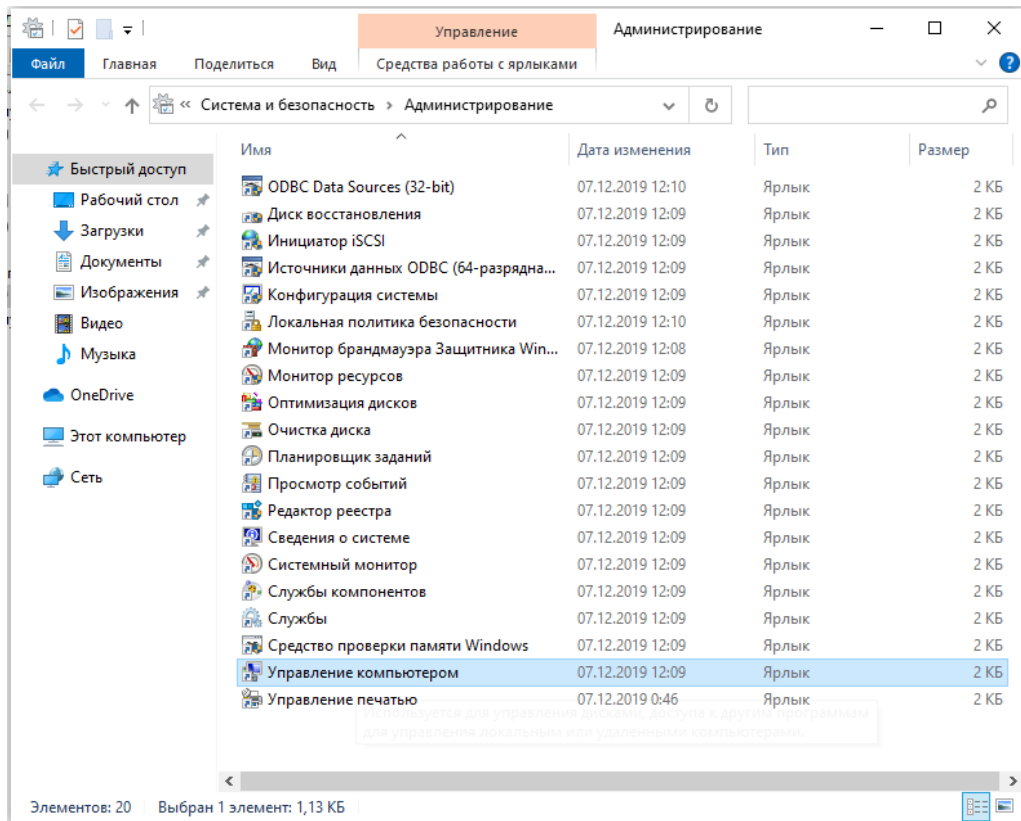 Управление
Администрирование
Файл
Главная
Поделиться
Вид
Средства работы с ярлыками
?
« Система и безопасность › Администрирование
Имя
Дата изменения
Тип
Размер
Быстрый доступ
Рабочий стол
Загрузки
Документы
Изображения
Видео
Музыка
OneDrive
Этот компьютер
Сеть
ODBC Data Sources (32-bit) 07.12.2019 12:10 Ярлык 2 КБ
Диск восстановления 07.12.2019 12:09 Ярлык 2 КБ
Инициатор iSCSI 07.12.2019 12:09 Ярлык 2 КБ
Источники данных ODBC (64-разрядна... 07.12.2019 12:09 Ярлык 2 КБ
Конфигурация системы 07.12.2019 12:09 Ярлык 2 КБ
Локальная политика безопасности 07.12.2019 12:10 Ярлык 2 КБ
Монитор брандмауэра Защитника Win... 07.12.2019 12:08 Ярлык 2 КБ
Монитор ресурсов 07.12.2019 12:09 Ярлык 2 КБ
Оптимизация дисков 07.12.2019 12:09 Ярлык 2 КБ
Очистка диска 07.12.2019 12:09 Ярлык 2 КБ
Планировщик заданий 07.12.2019 12:09 Ярлык 2 КБ
Просмотр событий 07.12.2019 12:09 Ярлык 2 КБ
Редактор реестра 07.12.2019 12:09 Ярлык 2 КБ
Сведения о системе 07.12.2019 12:09 Ярлык 2 КБ
Системный монитор 07.12.2019 12:09 Ярлык 2 КБ
Службы компонентов 07.12.2019 12:09 Ярлык 2 КБ
Службы 07.12.2019 12:09 Ярлык 2 КБ
Средство проверки памяти Windows 07.12.2019 12:09 Ярлык 2 КБ
Управление компьютером 07.12.2019 12:09 Ярлык 2 КБ
Управление печатью 07.12.2019 0:46 Ярлык 2 КБ
Используется для управления дисками, доступа к другим программам
для управления локальным или удаленными компьютерами.
Элементов: 20
Выбран 1 элемент: 1,13 КБ